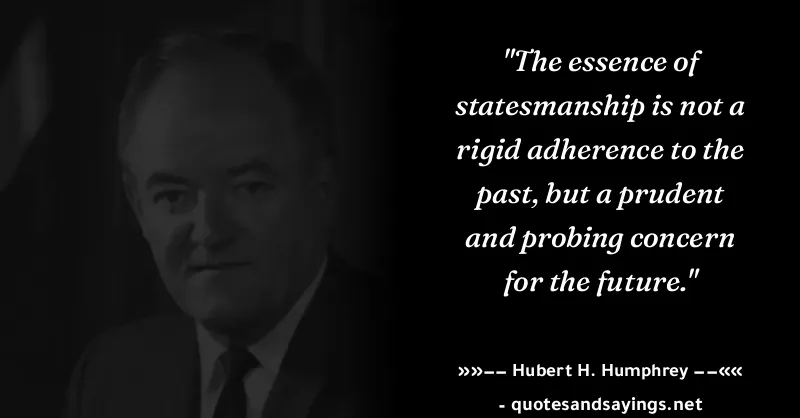 "The essence of
statesmanship is not a
rigid adherence to the
past, but a prudent
and probing concern
for the future."
»»–– Hubert H. Humphrey ––««
- quotesandsayings.net